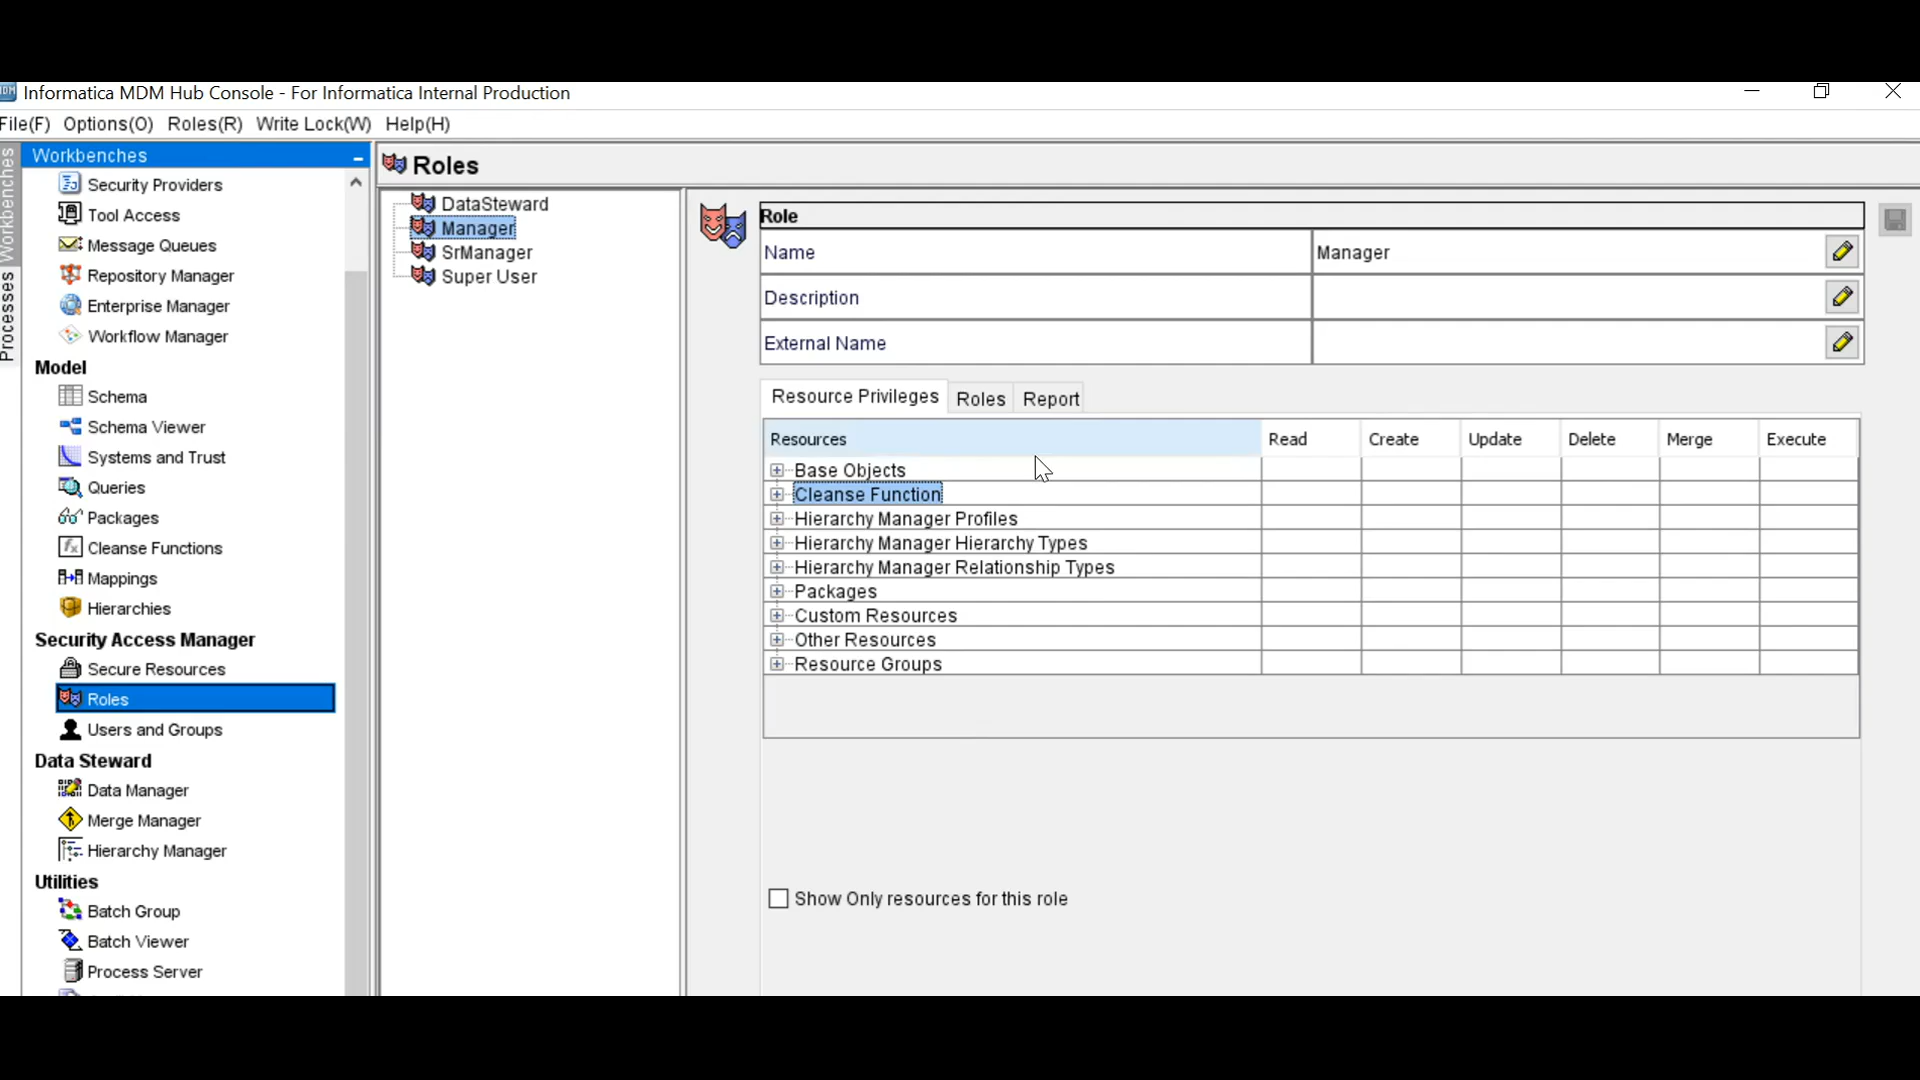 Informatica MDM Hub Console - For Informatica Internal Production
File(F) Options(O) Roles(R) Write Lock(W) Help(H)
Workbenches
Processes
Workbenches
Security Providers
Tool Access
Message Queues
Repository Manager
Enterprise Manager
Workflow Manager
Model
Schema
Schema Viewer
Systems and Trust
Queries
Packages
Cleanse Functions
Mappings
Hierarchies
Security Access Manager
Secure Resources
Roles
Users and Groups
Data Steward
Data Manager
Merge Manager
Hierarchy Manager
Utilities
Batch Group
Batch Viewer
Process Server
Roles
DataSteward
Manager
SrManager
Super User
Role
Name Manager
Description
External Name
Resource Privileges Roles Report
Resources Read Create Update Delete Merge Execute
Base Objects
Cleanse Function
Hierarchy Manager Profiles
Hierarchy Manager Hierarchy Types
Hierarchy Manager Relationship Types
Packages
Custom Resources
Other Resources
Resource Groups
Show Only resources for this role